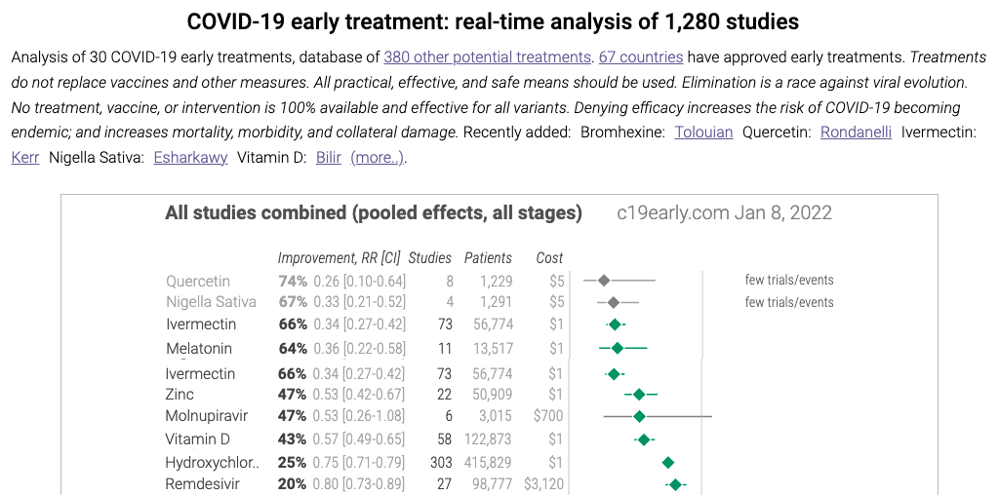 COVID-19 early treatment: real-time analysis of 1,280 studies
Analysis of 30 COVID-19 early treatments, database of 380 other potential treatments. 67 countries have approved early treatments. Treatments
do not replace vaccines and other measures. All practical, effective, and safe means should be used. Elimination is a race against viral evolution.
No treatment, vaccine, or intervention is 100% available and effective for all variants. Denying efficacy increases the risk of COVID-19 becoming
endemic; and increases mortality, morbidity, and collateral damage. Recently added: Bromhexine: Tolouian Quercetin: Rondanelli Ivermectin:
Kerr Nigella Sativa: Esharkawy Vitamin D: Bilir (more..).
All studies combined (pooled effects, all stages) c19early.com Jan 8, 2022
Improvement, RR [CI] Studies Patients Cost
Quercetin 74% 0.26 [0.10-0.64] 8 1,229 $5 few trials/events
Nigella Sativa 67% 0.33 [0.21-0.52] 4 1,291 $5 few trials/events
Ivermectin 66% 0.34 [0.27-0.42] 73 56,774 $1
Melatonin 64% 0.36 [0.22-0.58] 11 13,517 $1
Ivermectin 66% 0.34 [0.27-0.42] 73 56,774 $1
Zinc 47% 0.53 [0.42-0.67] 22 50,909 $1
Molnupiravir 47% 0.53 [0.26-1.08] 6 3,015 $700
Vitamin D 43% 0.57 [0.49-0.65] 58 122,873 $1
Hydroxychlor.. 25% 0.75 [0.71-0.79] 303 415,829 $1
Remdesivir 20% 0.80 [0.73-0.89] 27 98,777 $3,120